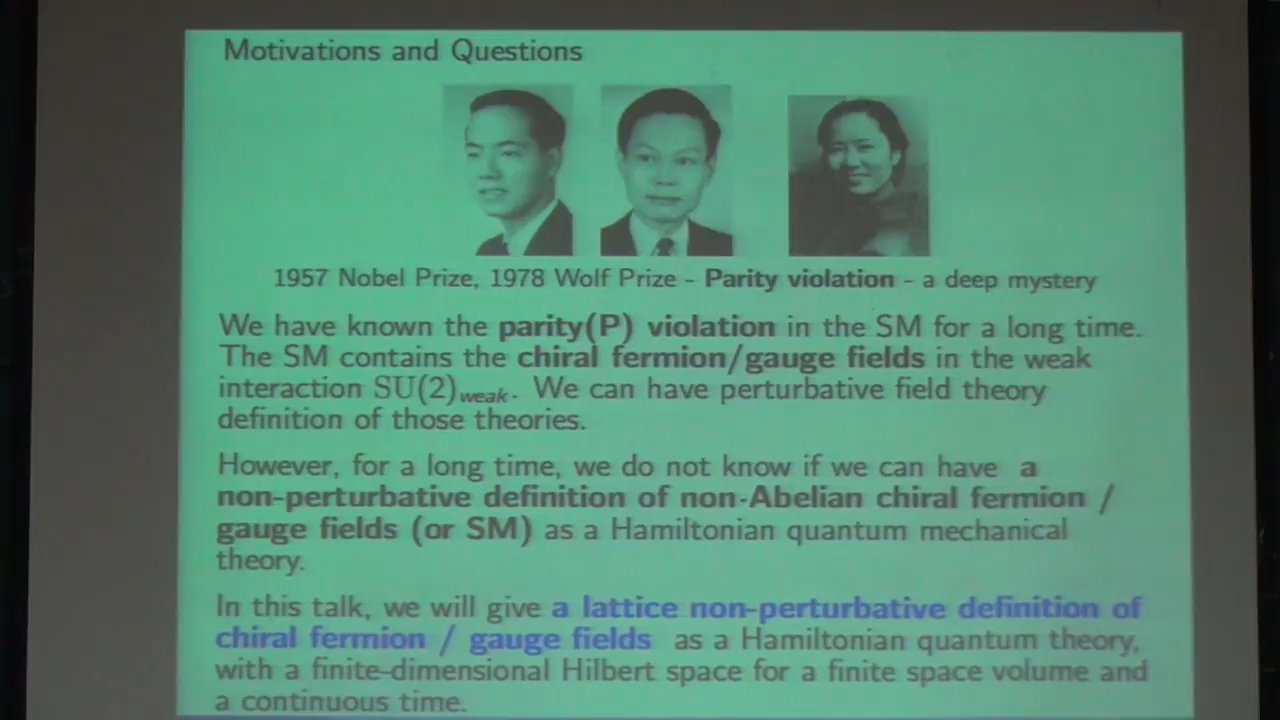 Motivations and Questions
1957 Nobel Prize, 1978 Wolf Prize - Parity violation - a deep mystery
We have known the parity(P) violation in the SM for a long time.
The SM contains the chiral fermion/gauge fields in the weak
interaction SU(2)weak. We can have perturbative field theory
definition of those theories.
However, for a long time, we do not know if we can have a
non-perturbative definition of non-Abelian chiral fermion /
gauge fields (or SM) as a Hamiltonian quantum mechanical
theory.
In this talk, we will give a lattice non-perturbative definition of
chiral fermion / gauge fields as a Hamiltonian quantum theory,
with a finite-dimensional Hilbert space for a finite space volume and
a continuous time.